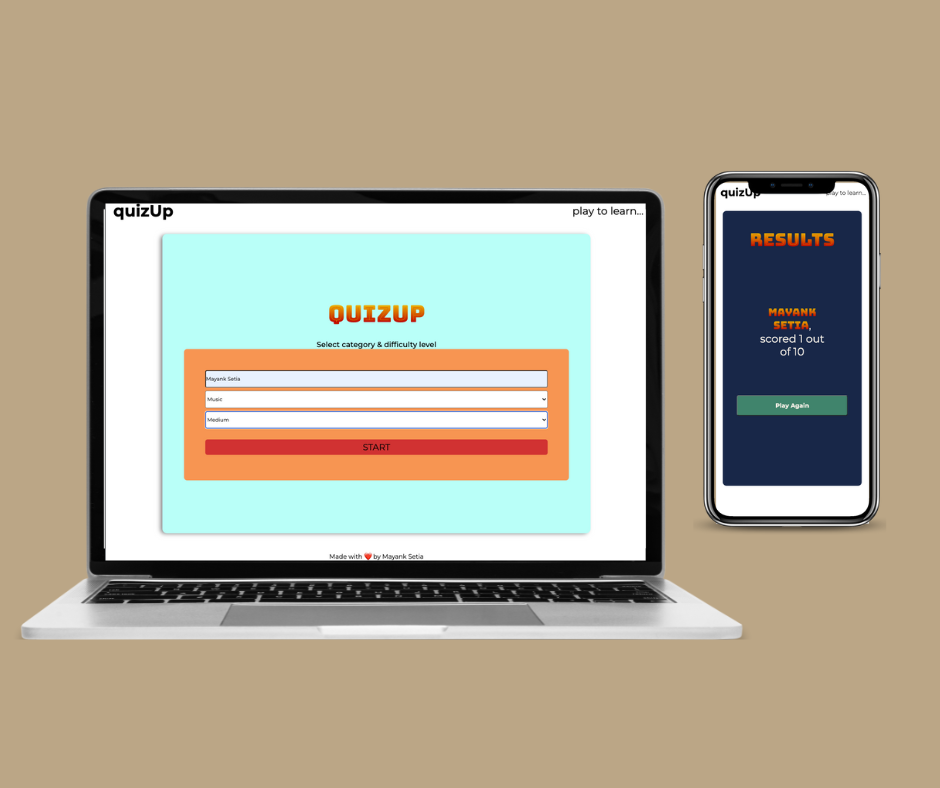 quizUp
play to learn...
QUIZUP
Select category & difficulty level
Mayank Setia
Music
Medium
START
Made with ❤️ by Mayank Setia
quizUp
play to learn...
RESULTS
MAYANK
SETIA,
scored 1 out
of 10
Play Again